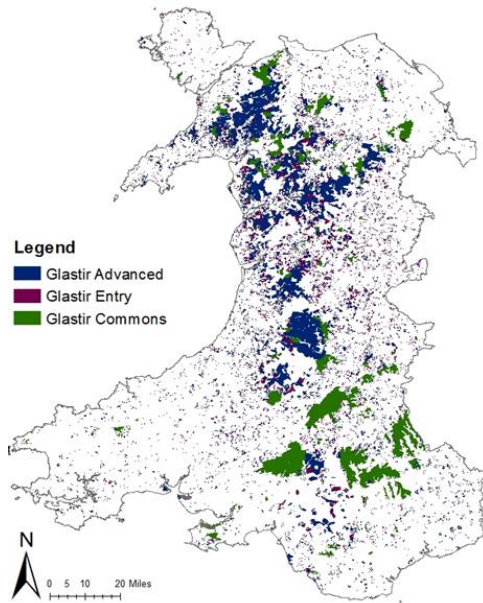 Legend
Glastir Advanced
Glastir Entry
Glastir Commons
N
0 5 10 20 Miles